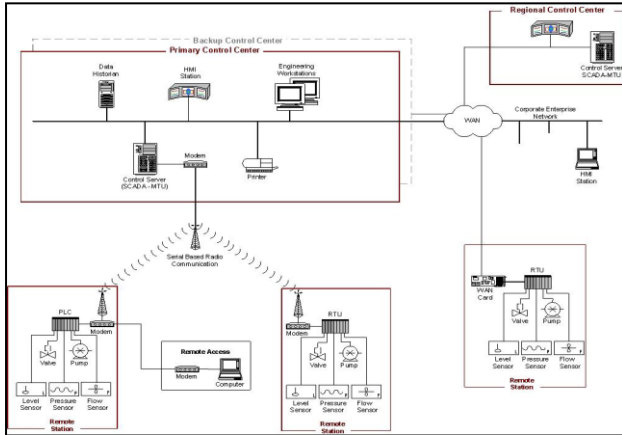 Regional Control Center
Control Server
SCADA-MTU
Backup Control Center
Primary Control Center
Data
Historian
HMI
Station
Engineering
Workstations
WAN
Corporate Enterprise
Network
HMI
Station
Control Server
(SCADA - MTU)
Modem
Printer
Serial Based Radio
Communication
PLC
Modem
Valve
Pump
Level
Sensor
Pressure
Sensor
Flow
Sensor
Remote
Station
Remote Access
Modem
Computer
Modem
RTU
Valve
Pump
Level
Sensor
Pressure
Sensor
Flow
Sensor
Remote
Station
WAN
Card
RTU
Valve
Pump
Level
Sensor
Pressure
Sensor
Flow
Sensor
Remote
Station